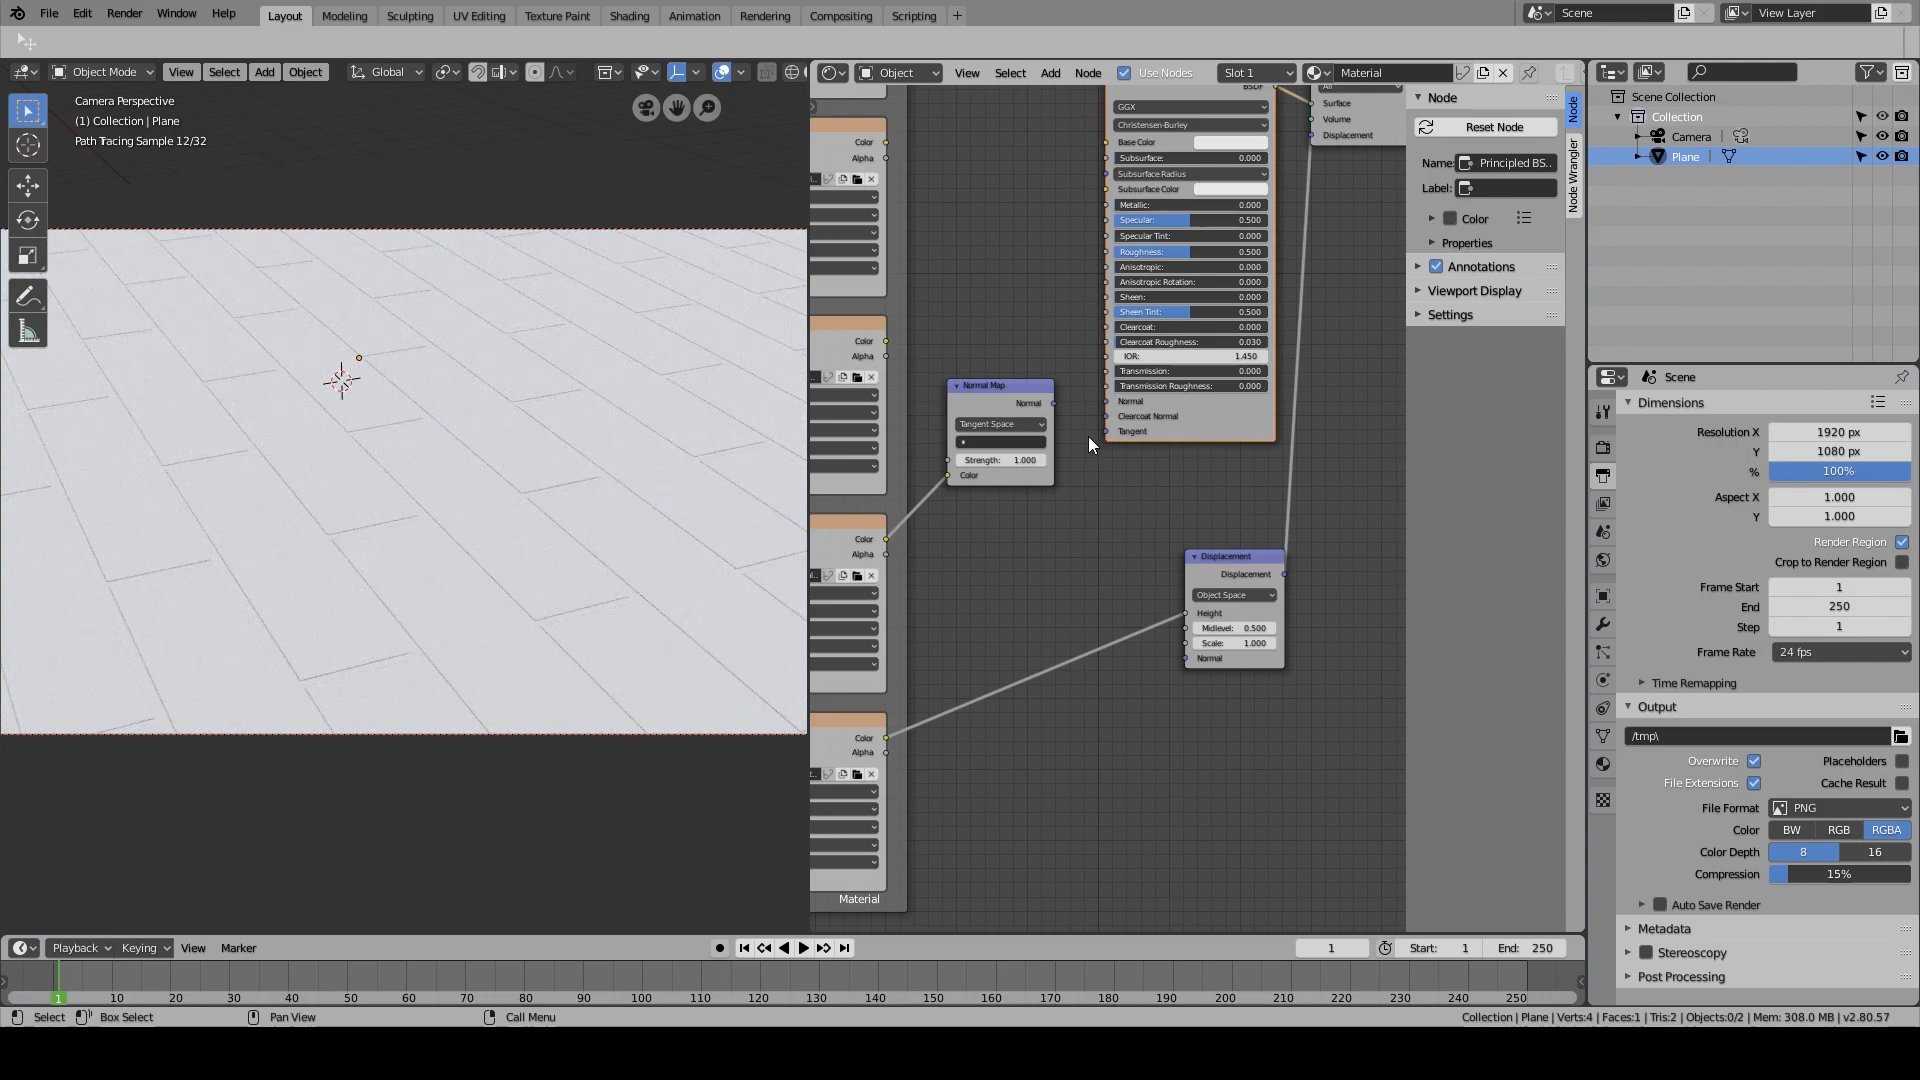 File Edit Render Window Help Layout Modeling Sculpting UV Editing Texture Paint Shading Animation Rendering Compositing Scripting + Scene View Layer
Object Mode View Select Add Object Global Object View Select Add Node Use Nodes Slot 1 Material
Camera Perspective
(1) Collection | Plane
Path Tracing Sample 12/32
Color
Alpha
Color
Alpha
Color
Alpha
Color
Alpha
Material
Normal Map
Normal
Tangent Space
Strength: 1.000
Color
BSDF
GGX
Christensen-Burley
Base Color
Subsurface: 0.000
Subsurface Radius
Subsurface Color
Metallic: 0.000
Specular: 0.500
Specular Tint: 0.000
Roughness: 0.500
Anisotropic: 0.000
Anisotropic Rotation: 0.000
Sheen: 0.000
Sheen Tint: 0.500
Clearcoat: 0.000
Clearcoat Roughness: 0.030
IOR: 1.450
Transmission: 0.000
Transmission Roughness: 0.000
Normal
Clearcoat Normal
Tangent
All
Surface
Volume
Displacement
Displacement
Displacement
Object Space
Height
Midlevel: 0.500
Scale: 1.000
Normal
Node
Reset Node
Name: Principled BS..
Label:
Color
Properties
Annotations
Viewport Display
Settings
Node
Node Wrangler
Scene Collection
Collection
Camera
Plane
Scene
Dimensions
Resolution X 1920 px
Y 1080 px
% 100%
Aspect X 1.000
Y 1.000
Render Region
Crop to Render Region
Frame Start 1
End 250
Step 1
Frame Rate 24 fps
Time Remapping
Output
/tmp\
Overwrite Placeholders
File Extensions Cache Result
File Format PNG
Color BW RGB RGBA
Color Depth 8 16
Compression 15%
Auto Save Render
Metadata
Stereoscopy
Post Processing
Playback Keying View Marker 1 Start: 1 End: 250
1 10 20 30 40 50 60 70 80 90 100 110 120 130 140 150 160 170 180 190 200 210 220 230 240 250
Select Box Select Pan View Call Menu Collection | Plane | Verts:4 | Faces:1 | Tris:2 | Objects:0/2 | Mem: 308.0 MB | v2.80.57